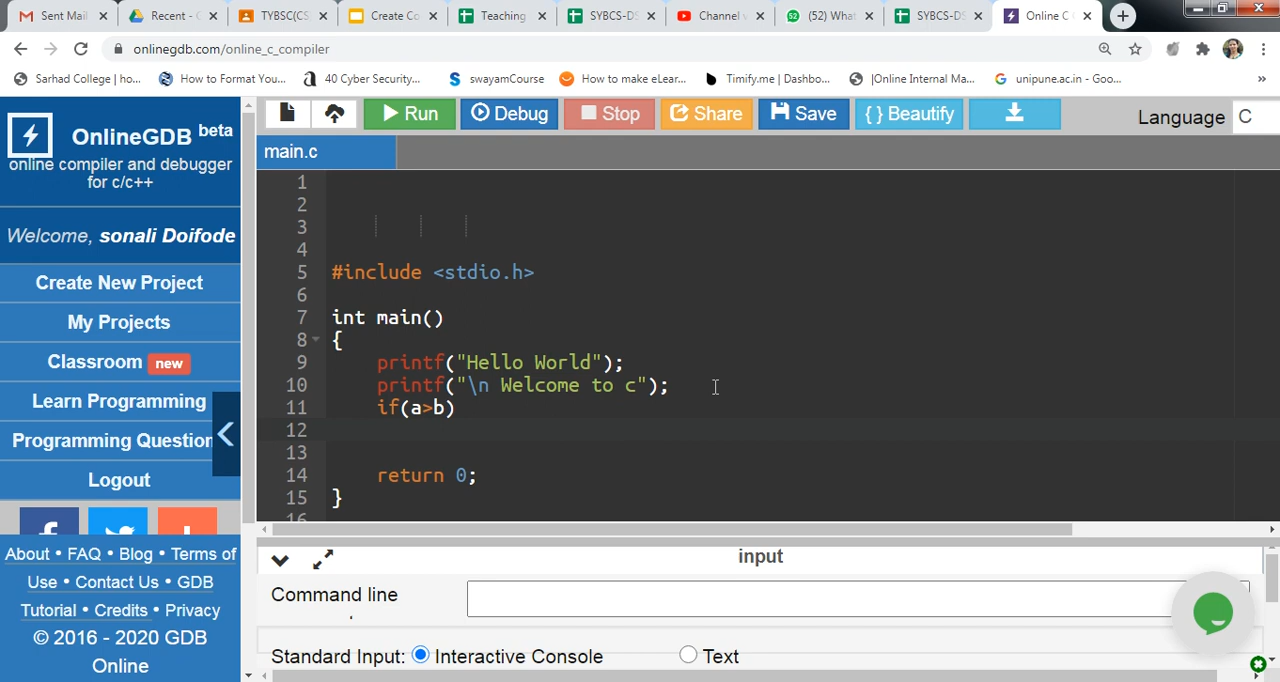 Sent Mail
Recent - G
TYBSC(CS
Create Co
Teaching
SYBCS-DS
Channel v
(52) What
SYBCS-DS
Online C C
onlinegdb.com/online_c_compiler
Sarhad College | ho...
How to Format You...
40 Cyber Security...
swayamCourse
How to make eLear...
Timify.me | Dashbo...
|Online Internal Ma...
unipune.ac.in - Goo...
»
OnlineGDB beta
online compiler and debugger
for c/c++
Welcome, sonali Doifode
Create New Project
My Projects
Classroom new
Learn Programming
Programming Question
Logout
About • FAQ • Blog • Terms of
Use • Contact Us • GDB
Tutorial • Credits • Privacy
© 2016 - 2020 GDB
Online
Run
Debug
Stop
Share
Save
{ } Beautify
Language C
main.c
1
2
3
4
5 #include <stdio.h>
6
7 int main()
8 {
9 printf("Hello World");
10 printf("\n Welcome to c");
11 if(a>b)
12
13
14 return 0;
15 }
16
input
Command line
Standard Input: Interactive Console Text